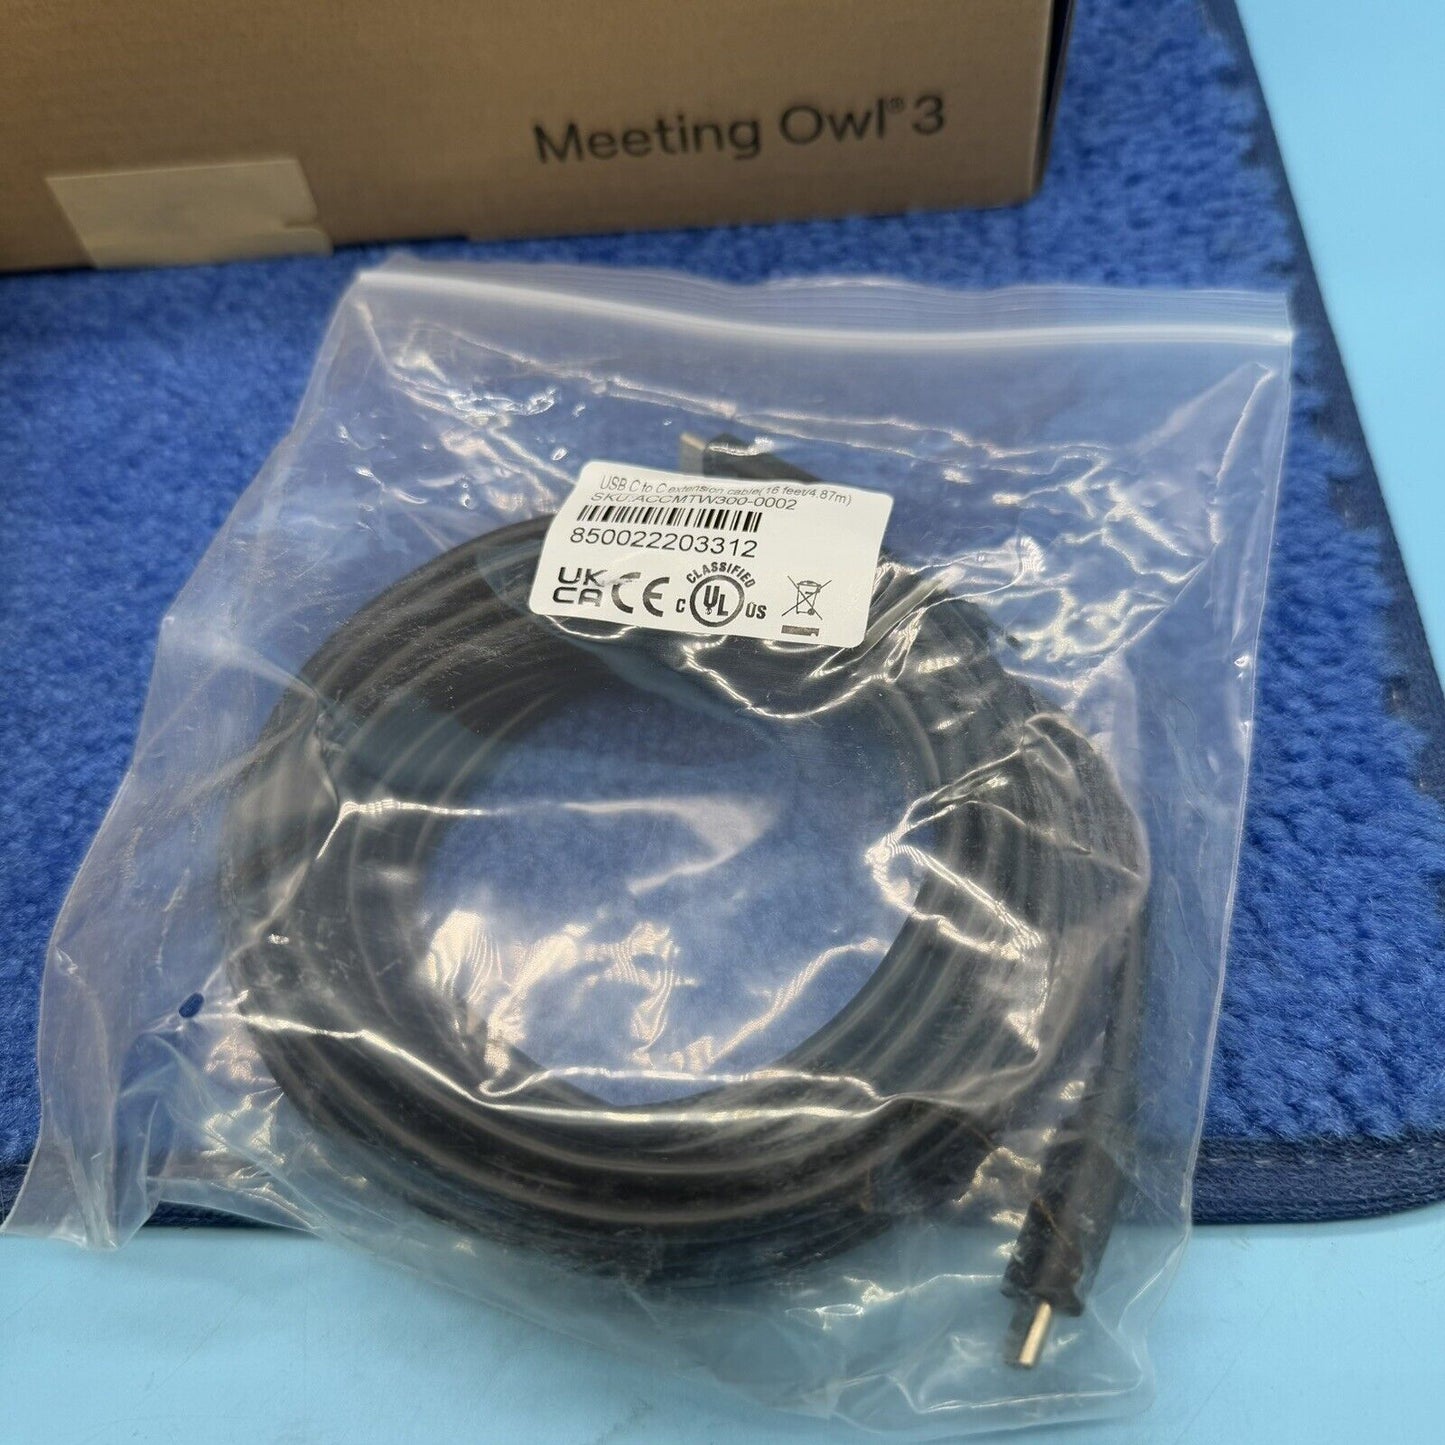 Meeting Owl® 3
USB C to C extension cable(16 feet/4.87m)
SKU:ACCMTW300-0002
850022203312
UK
CA CE
CLASSIFIED
C UL US